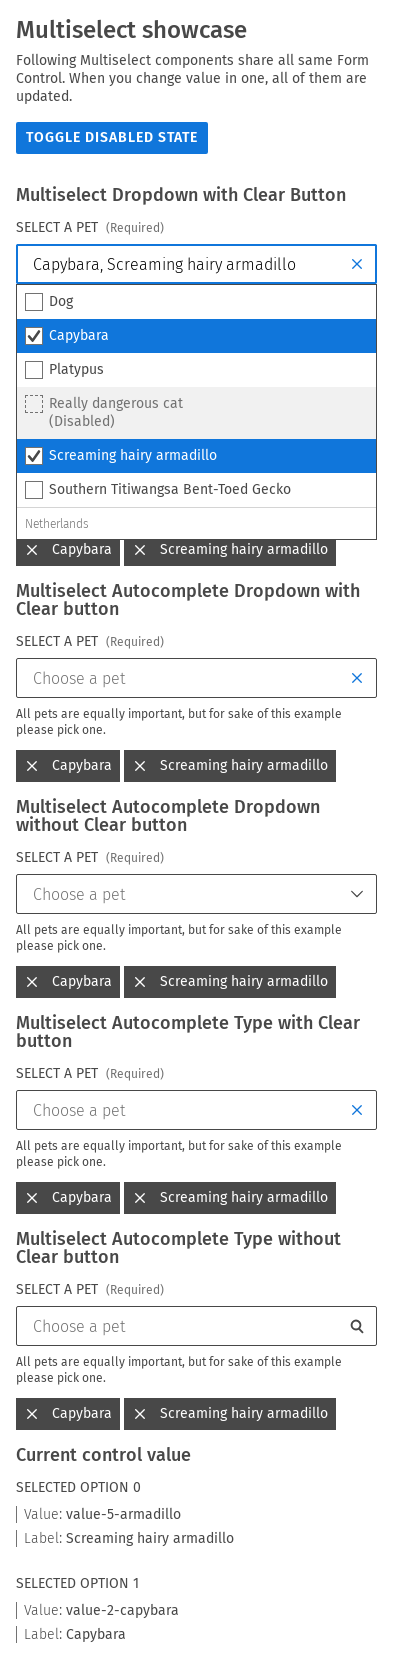 Multiselect showcase
Following Multiselect components share all same Form
Control. When you change value in one, all of them are
updated.
TOGGLE DISABLED STATE
Multiselect Dropdown with Clear Button
SELECT A PET (Required)
Capybara, Screaming hairy armadillo
Dog
Capybara
Platypus
Really dangerous cat
(Disabled)
Screaming hairy armadillo
Southern Titiwangsa Bent-Toed Gecko
Netherlands
Capybara Screaming hairy armadillo
Multiselect Autocomplete Dropdown with
Clear button
SELECT A PET (Required)
Choose a pet
All pets are equally important, but for sake of this example
please pick one.
Capybara Screaming hairy armadillo
Multiselect Autocomplete Dropdown
without Clear button
SELECT A PET (Required)
Choose a pet
All pets are equally important, but for sake of this example
please pick one.
Capybara Screaming hairy armadillo
Multiselect Autocomplete Type with Clear
button
SELECT A PET (Required)
Choose a pet
All pets are equally important, but for sake of this example
please pick one.
Capybara Screaming hairy armadillo
Multiselect Autocomplete Type without
Clear button
SELECT A PET (Required)
Choose a pet
All pets are equally important, but for sake of this example
please pick one.
Capybara Screaming hairy armadillo
Current control value
SELECTED OPTION 0
Value: value-5-armadillo
Label: Screaming hairy armadillo
SELECTED OPTION 1
Value: value-2-capybara
Label: Capybara